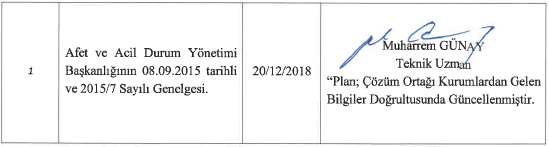 1
Afet ve Acil Durum Yönetimi
Başkanlığının 08.09.2015 tarihli
ve 2015/7 Sayılı Genelgesi.
20/12/2018
Muharrem GÜNAY
Teknik Uzman
“Plan; Çözüm Ortağı Kurumlardan Gelen
Bilgiler Doğrultusunda Güncellenmiştir.